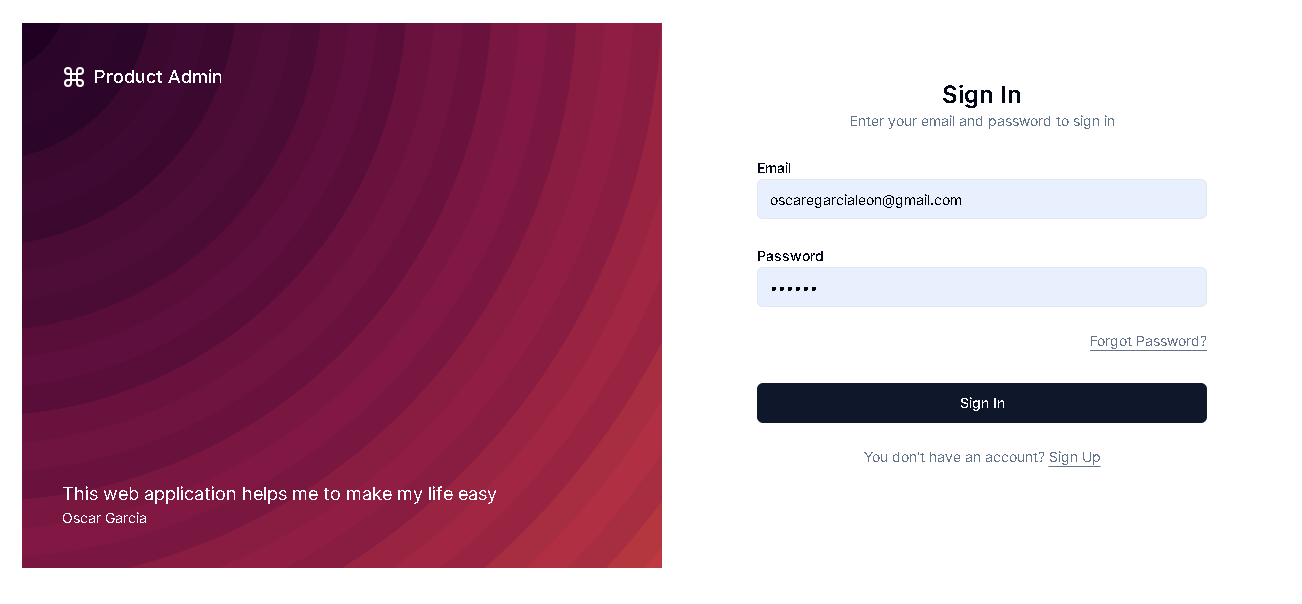 Product Admin
This web application helps me to make my life easy
Oscar Garcia
Sign In
Enter your email and password to sign in
Email
oscaregarcialeon@gmail.com
Password
••••••
Forgot Password?
Sign In
You don't have an account? Sign Up